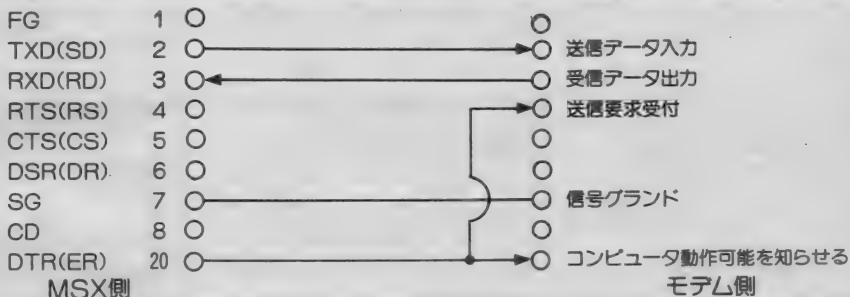 FG 1
TXD(SD) 2 送信データ入力
RXD(RD) 3 受信データ出力
RTS(RS) 4 送信要求受付
CTS(CS) 5
DSR(DR) 6
SG 7 信号グランド
CD 8
DTR(ER) 20 コンピュータ動作可能を知らせる
MSX側 モデム側